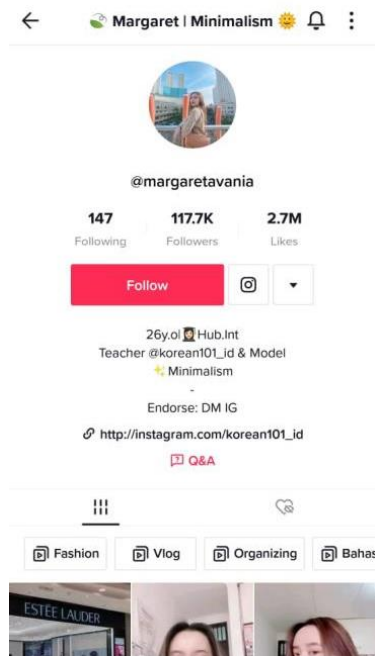 Margaret | Minimalism
@margaretavania
147 117.7K 2.7M
Following Followers Likes
Follow
26y.o| Hub.Int
Teacher @korean101_id & Model
Minimalism
-
Endorse: DM IG
http://instagram.com/korean101_id
Q&A
Fashion Vlog Organizing Bahas
ESTÉE LAUDER